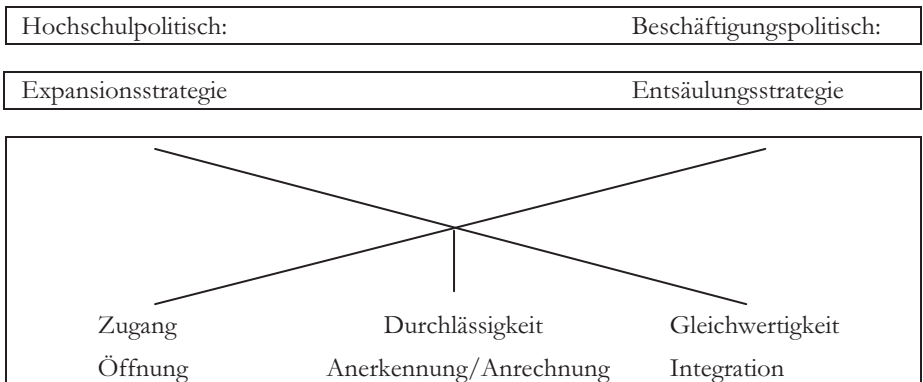 Hochschulpolitisch: Beschäftigungspolitisch:
Expansionsstrategie Entsäulungsstrategie
Zugang Durchlässigkeit Gleichwertigkeit
Öffnung Anerkennung/Anrechnung Integration